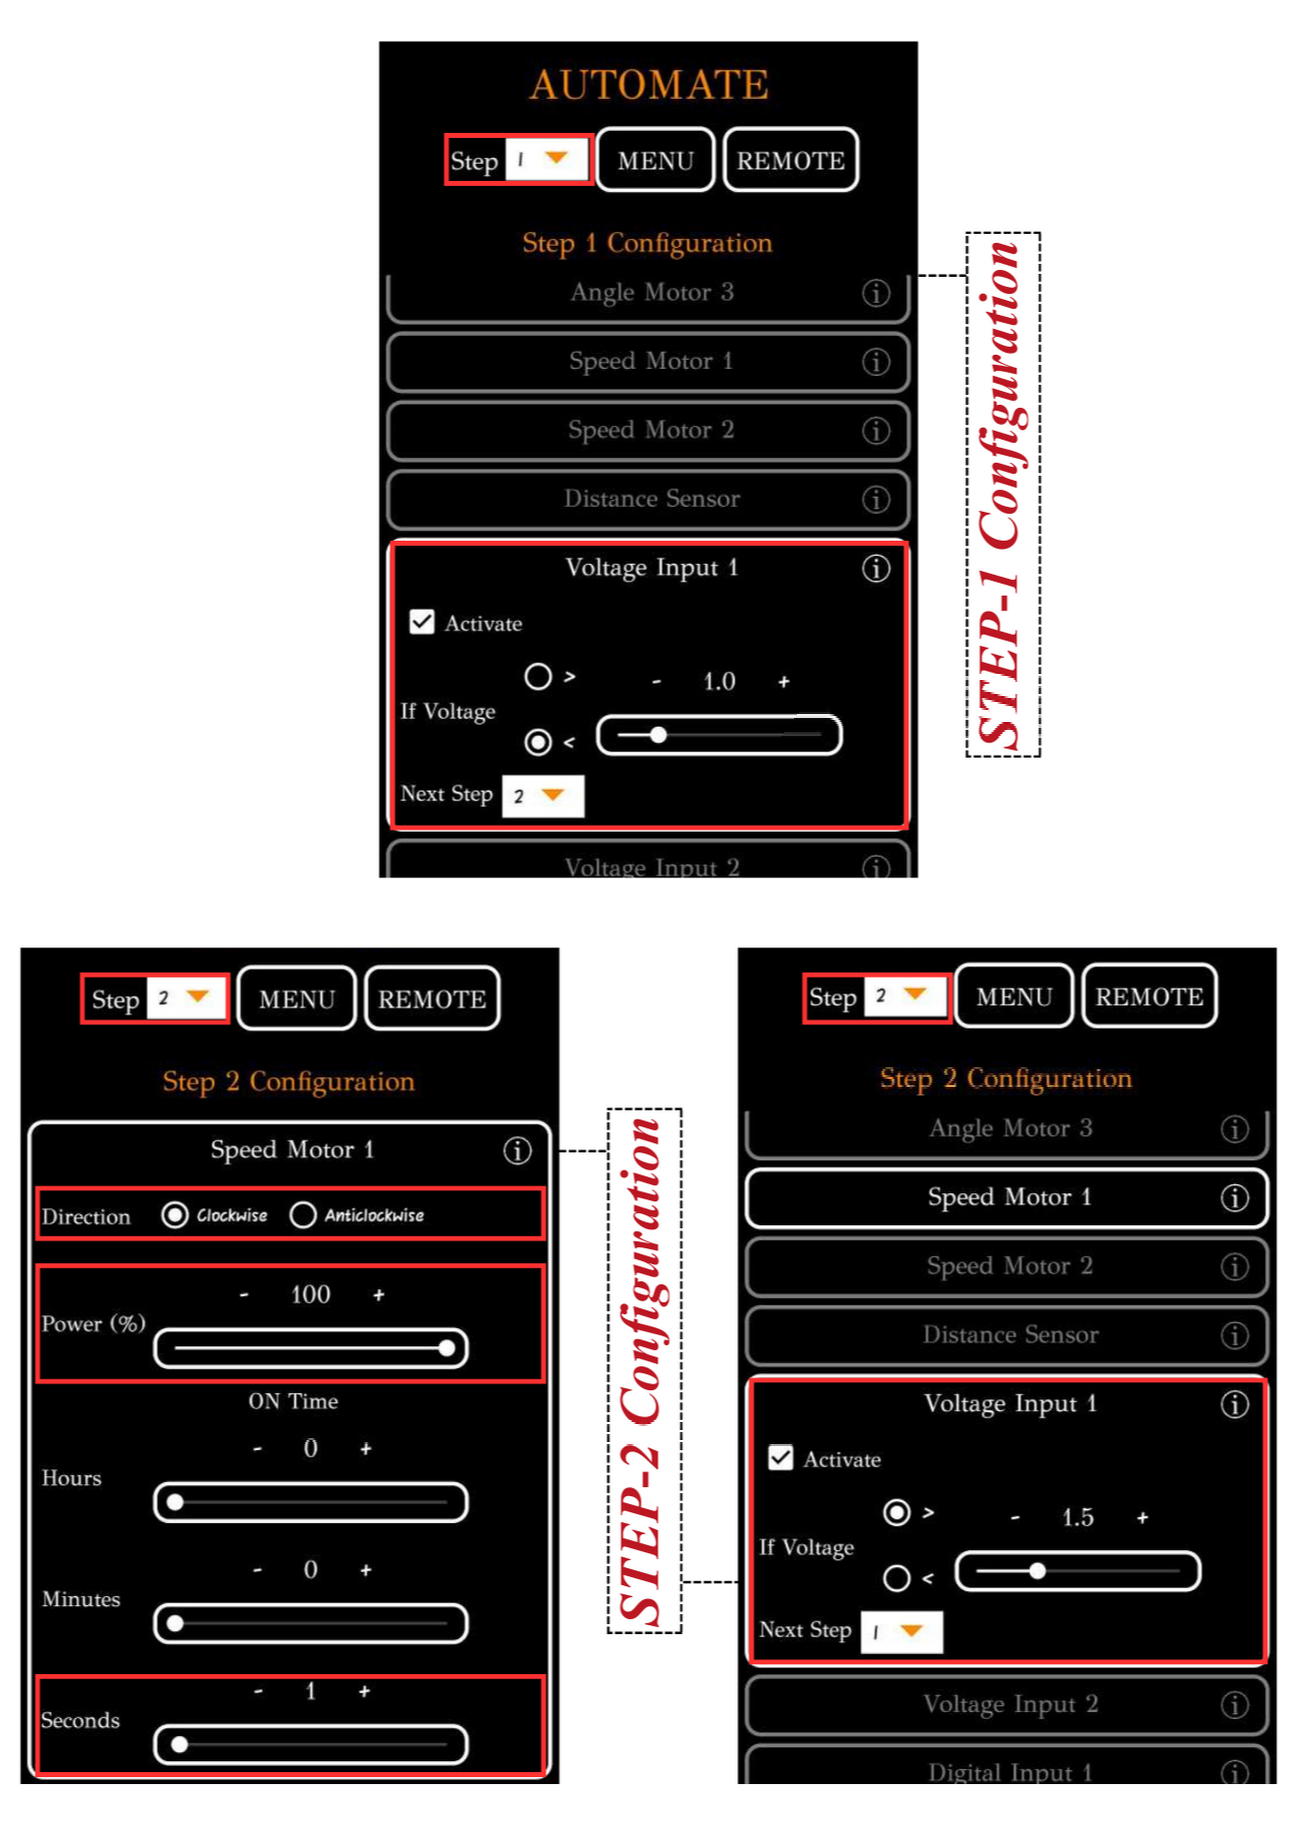 AUTOMATE
Step 1 MENU REMOTE
Step 1 Configuration
Angle Motor 3
Speed Motor 1
Speed Motor 2
Distance Sensor
Voltage Input 1
Activate
>
- 1.0 +
If Voltage
<
Next Step 2
Voltage Input 2
STEP-1 Configuration
Step 2 MENU REMOTE
Step 2 Configuration
Speed Motor 1
Direction Clockwise Anticlockwise
- 100 +
Power (%)
ON Time
- 0 +
Hours
- 0 +
Minutes
- 1 +
Seconds
STEP-2 Configuration
Step 2 MENU REMOTE
Step 2 Configuration
Angle Motor 3
Speed Motor 1
Speed Motor 2
Distance Sensor
Voltage Input 1
Activate
>
- 1.5 +
If Voltage
<
Next Step 1
Voltage Input 2
Digital Input 1